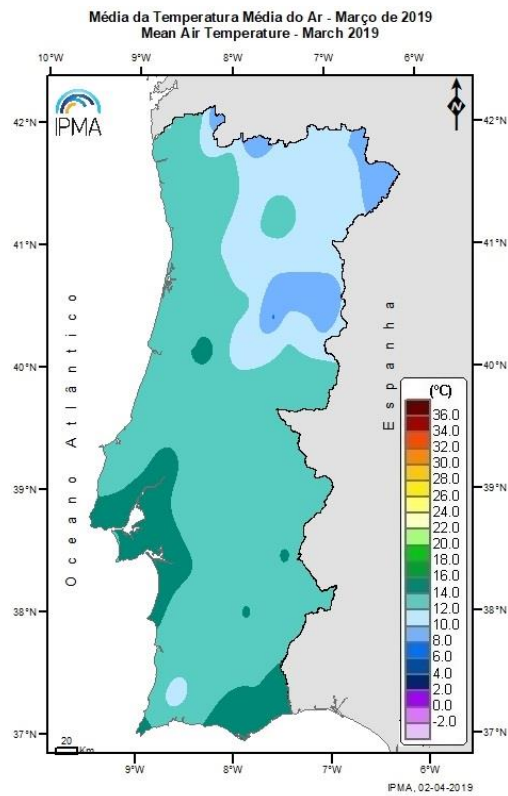 Média da Temperatura Média do Ar - Março de 2019
Mean Air Temperature - March 2019
10°W 9°W 8°W 7°W 6°W
IPMA
N
42°N 42°N
41°N 41°N
40°N 40°N
39°N 39°N
38°N 38°N
37°N 37°N
Oceano Atlântico
Espanha
(°C)
36.0
34.0
32.0
30.0
28.0
26.0
24.0
22.0
20.0
18.0
16.0
14.0
12.0
10.0
8.0
6.0
4.0
2.0
0.0
-2.0
20
Km
9°W 8°W 7°W 6°W
IPMA, 02-04-2019